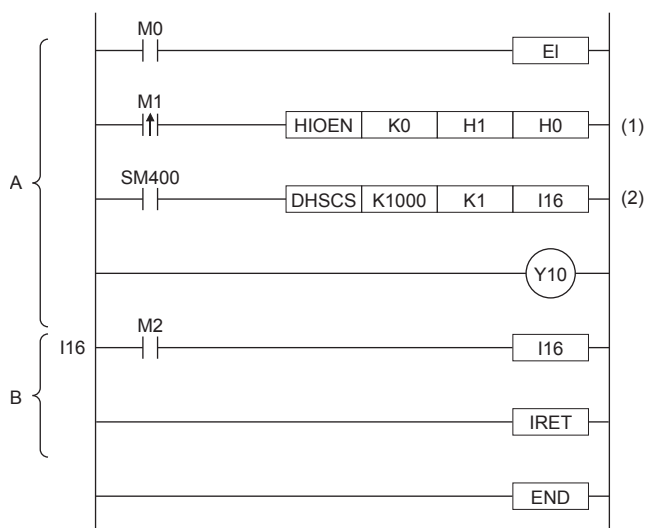 M0
EI
M1
HIOEN K0 H1 H0 (1)
A
SM400
DHSCS K1000 K1 I16 (2)
Y10
M2
I16 I16
B
IRET
END